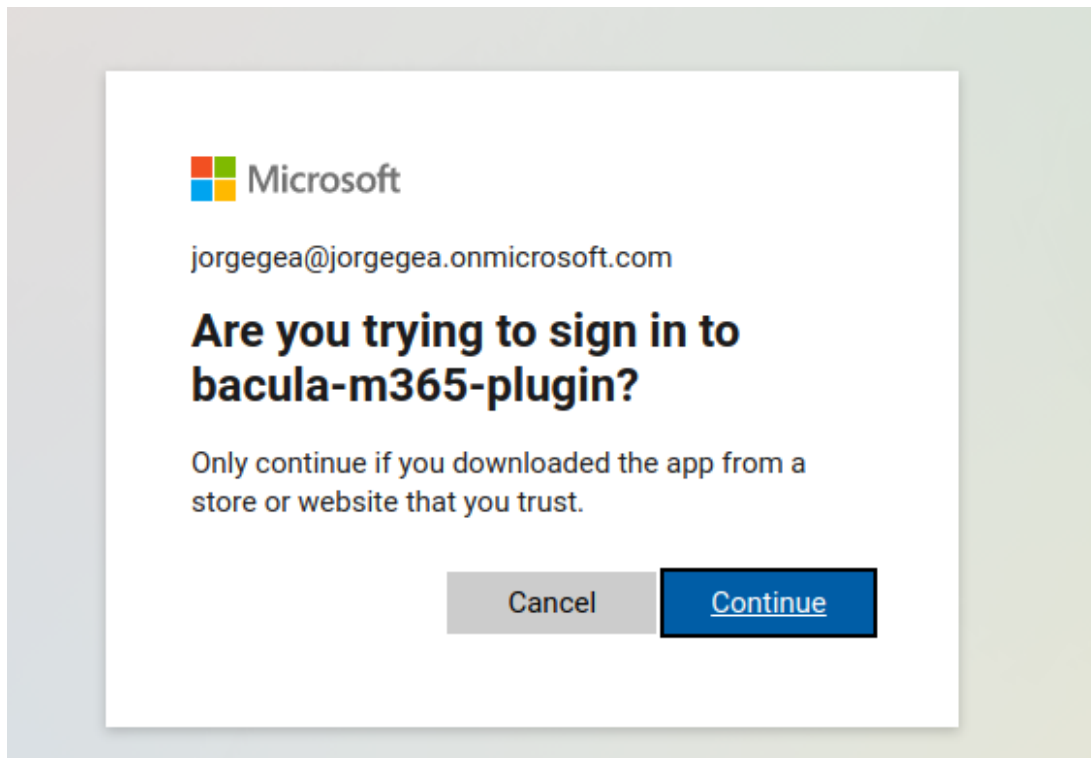 Microsoft
jorgegea@jorgegea.onmicrosoft.com
Are you trying to sign in to
bacula-m365-plugin?
Only continue if you downloaded the app from a
store or website that you trust.
Cancel
Continue